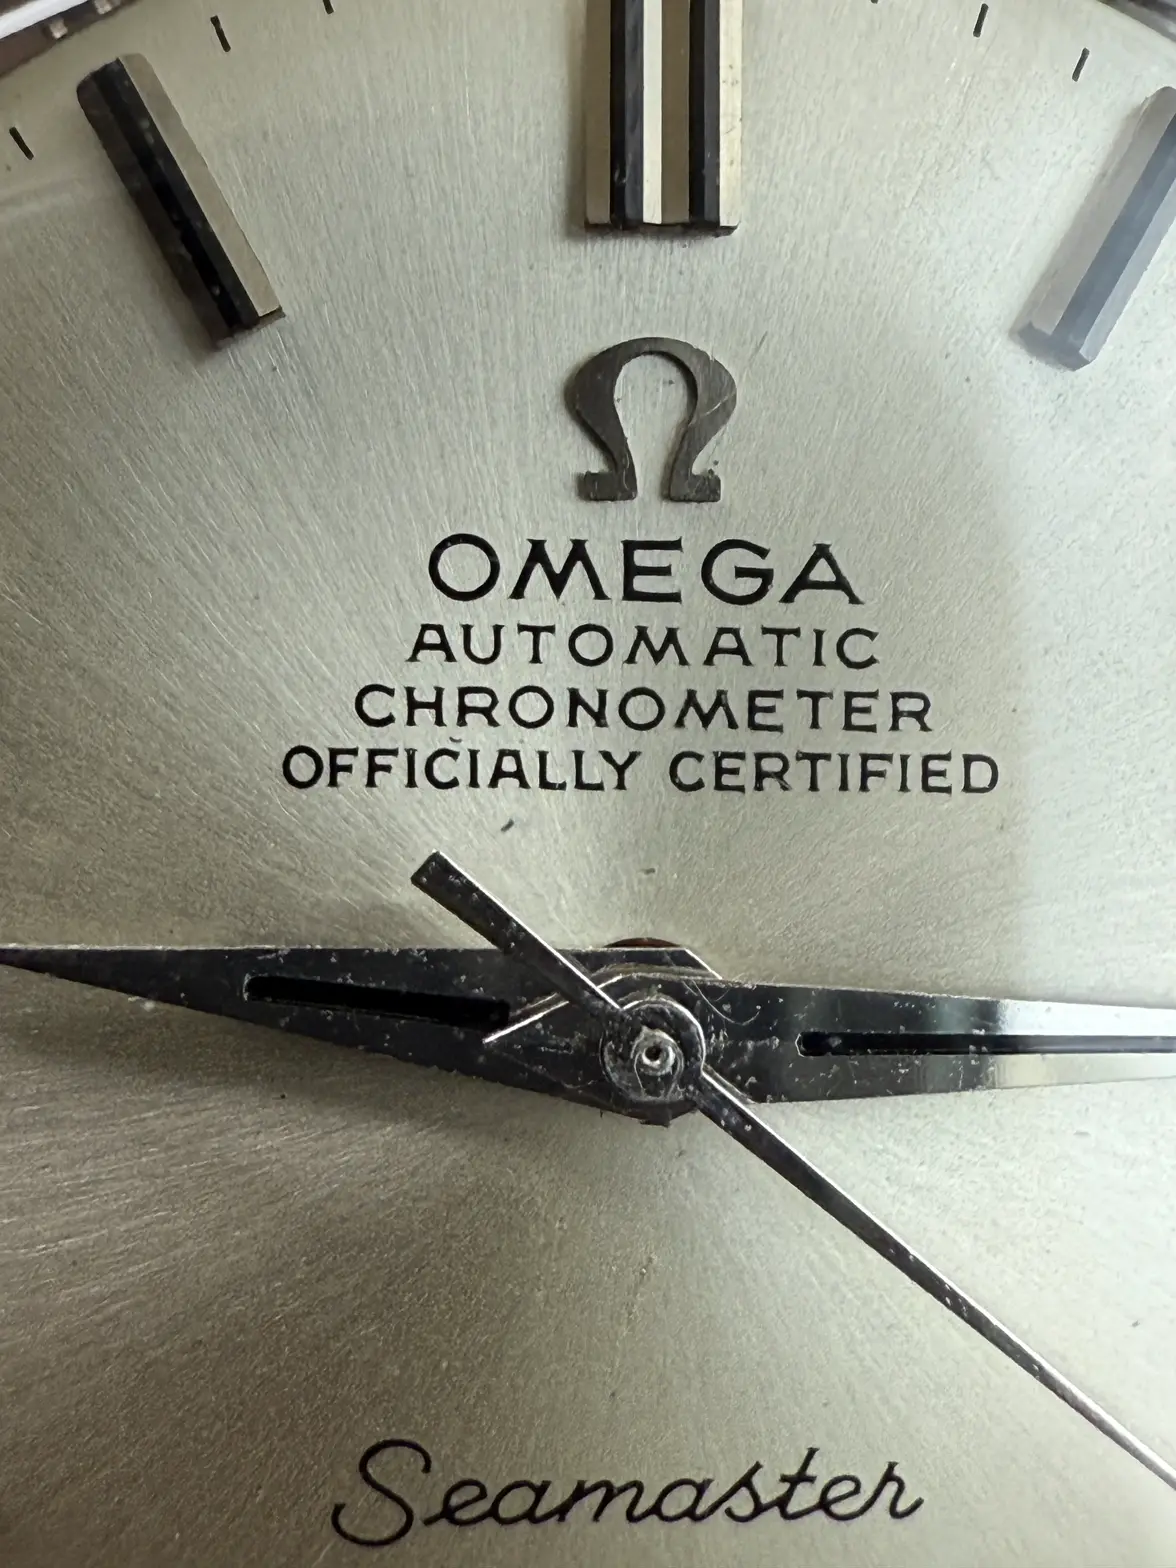 Ω
OMEGA
AUTOMATIC
CHRONOMETER
OFFICIALLY CERTIFIED
Seamaster